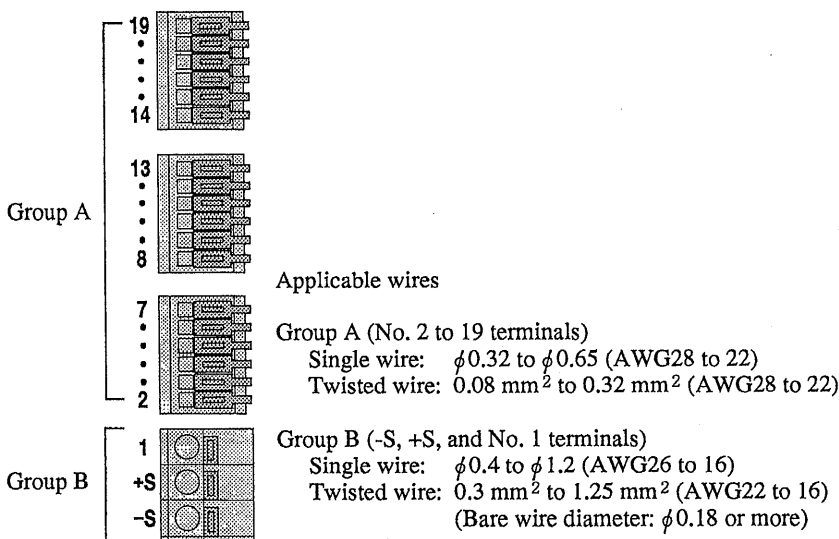 19
14
13
8
Group A
7
2
Applicable wires
Group A (No. 2 to 19 terminals)
Single wire: ϕ0.32 to ϕ0.65 (AWG28 to 22)
Twisted wire: 0.08 mm² to 0.32 mm² (AWG28 to 22)
Group B
1
+S
–S
Group B (-S, +S, and No. 1 terminals)
Single wire: ϕ0.4 to ϕ1.2 (AWG26 to 16)
Twisted wire: 0.3 mm² to 1.25 mm² (AWG22 to 16)
(Bare wire diameter: ϕ0.18 or more)